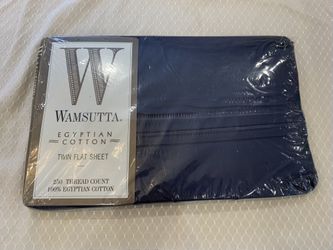 W
WAMSUTTA®
EGYPTIAN
COTTON
TWIN FLAT SHEET
250 THREAD COUNT
100% EGYPTIAN COTTON